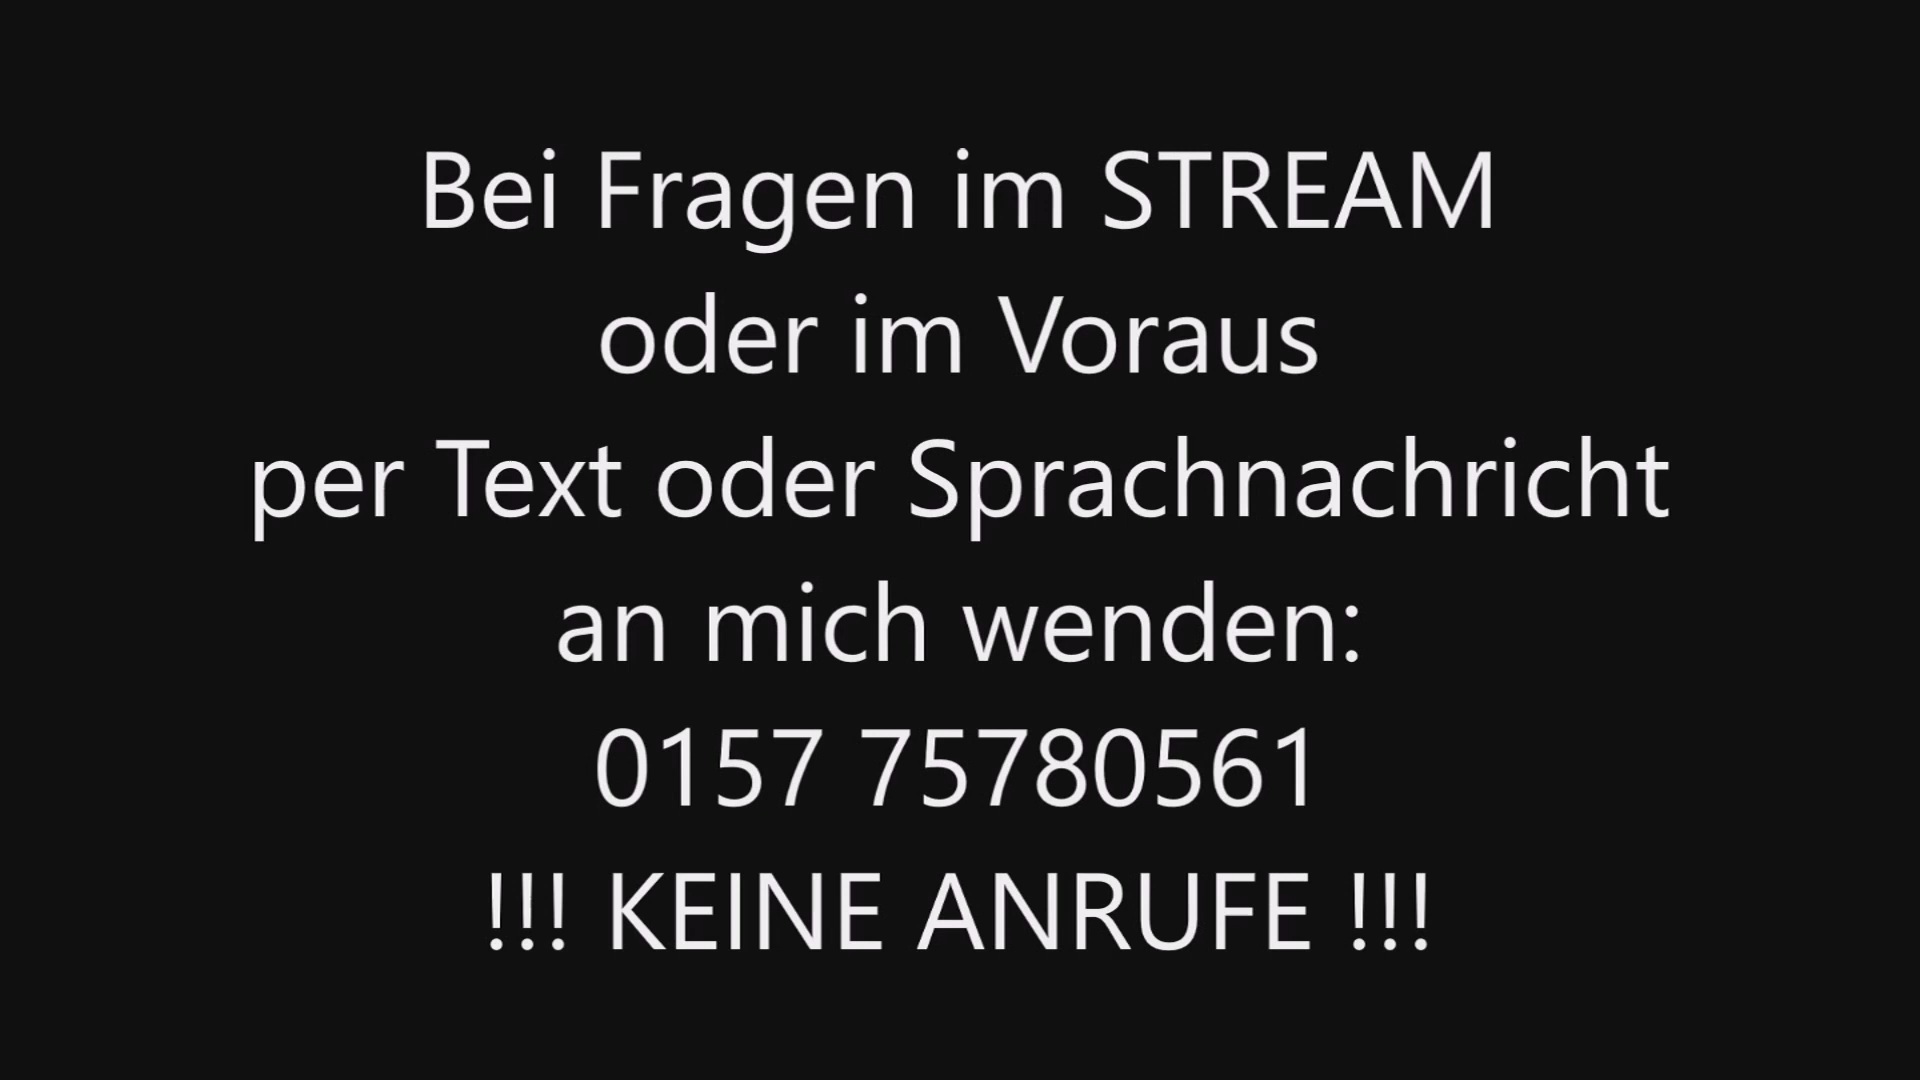 Bei Fragen im STREAM
oder im Voraus
per Text oder Sprachnachricht
an mich wenden:
0157 75780561
!!! KEINE ANRUFE !!!